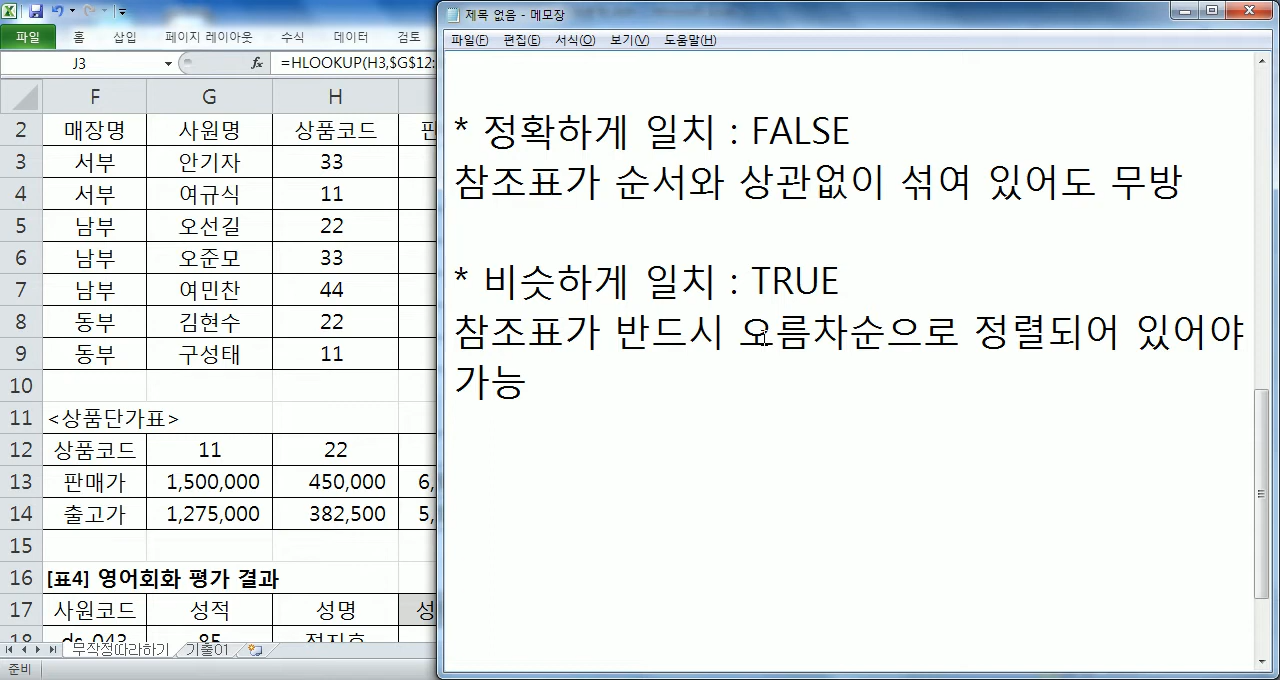 제목 없음 - 메모장
파일 홈 삽입 페이지 레이아웃 수식 데이터 검토
파일(F) 편집(E) 서식(O) 보기(V) 도움말(H)
J3 fx =HLOOKUP(H3,$G$12:
F G H
2 매장명 사원명 상품코드
3 서부 안기자 33
4 서부 여규식 11
5 남부 오선길 22
6 남부 오준모 33
7 남부 여민찬 44
8 동부 김현수 22
9 동부 구성태 11
10
11 <상품단가표>
12 상품코드 11 22
13 판매가 1,500,000 450,000 6,
14 출고가 1,275,000 382,500 5,
15
16 [표4] 영어회화 평가 결과
17 사원코드 성적 성명 성
18
무작정따라하기 기출01
준비
* 정확하게 일치 : FALSE
참조표가 순서와 상관없이 섞여 있어도 무방
* 비슷하게 일치 : TRUE
참조표가 반드시 오름차순으로 정렬되어 있어야
가능